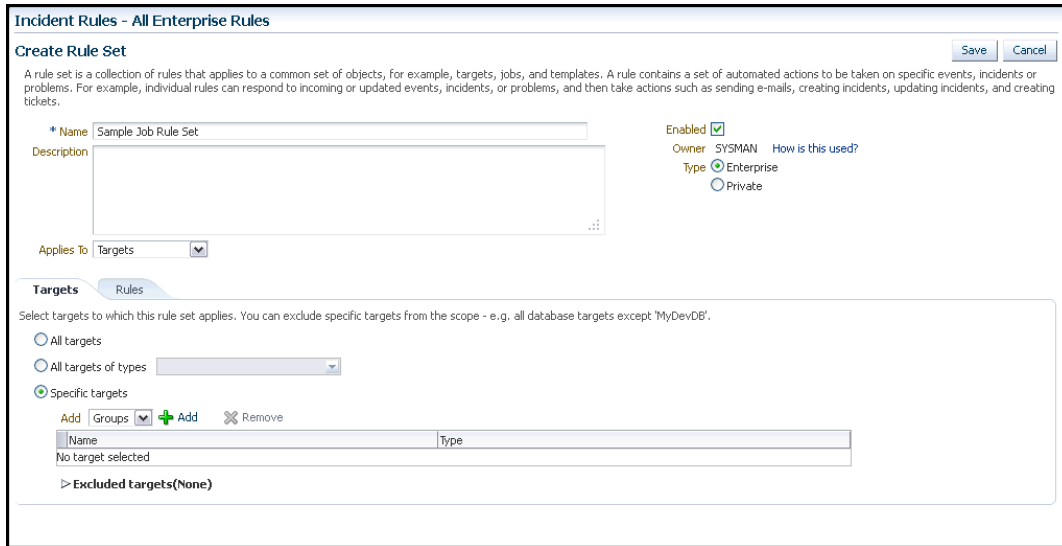 Incident Rules - All Enterprise Rules
Create Rule Set
Save
Cancel
A rule set is a collection of rules that applies to a common set of objects, for example, targets, jobs, and templates. A rule contains a set of automated actions to be taken on specific events, incidents or
problems. For example, individual rules can respond to incoming or updated events, incidents, or problems, and then take actions such as sending e-mails, creating incidents, updating incidents, and creating
tickets.
* Name Sample Job Rule Set
Description
Enabled
Owner SYSMAN How is this used?
Type Enterprise
Private
Applies To Targets
Targets Rules
Select targets to which this rule set applies. You can exclude specific targets from the scope - e.g. all database targets except 'MyDevDB'.
All targets
All targets of types
Specific targets
Add Groups Add Remove
Name Type
No target selected
Excluded targets(None)